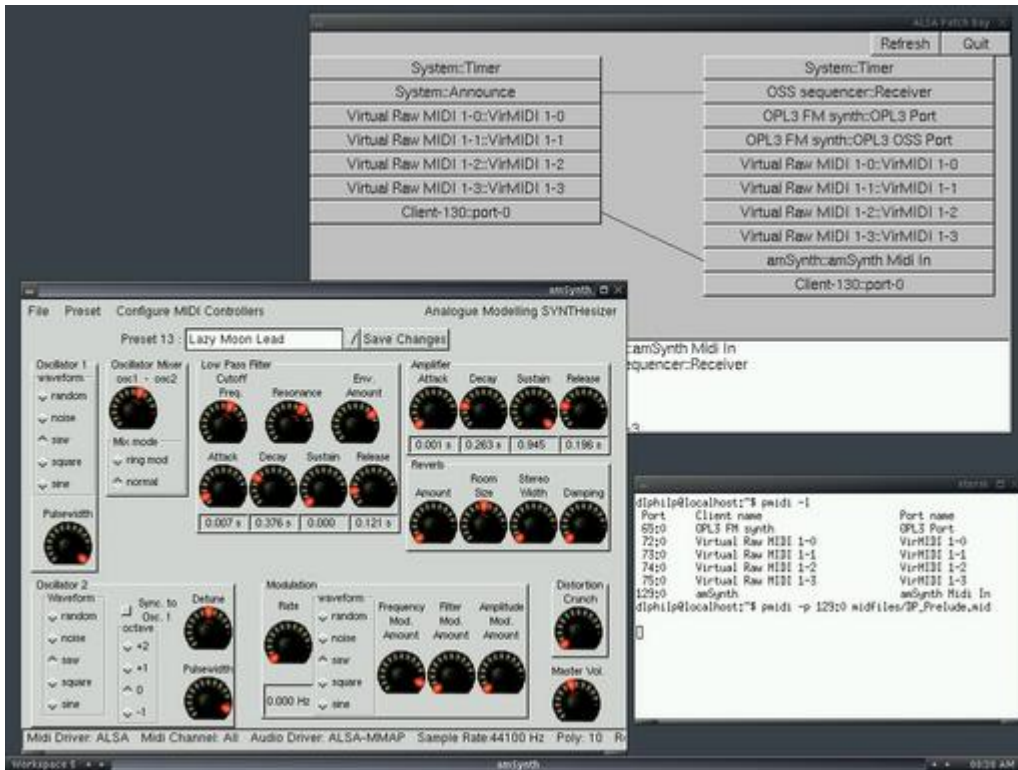 ALSA Patch Bay
Refresh Quit
System::Timer
System::Announce
Virtual Raw MIDI 1-0::VirMIDI 1-0
Virtual Raw MIDI 1-1::VirMIDI 1-1
Virtual Raw MIDI 1-2::VirMIDI 1-2
Virtual Raw MIDI 1-3::VirMIDI 1-3
Client-130::port-0
System::Timer
OSS sequencer::Receiver
OPL3 FM synth::OPL3 Port
OPL3 FM synth::OPL3 OSS Port
Virtual Raw MIDI 1-0::VirMIDI 1-0
Virtual Raw MIDI 1-1::VirMIDI 1-1
Virtual Raw MIDI 1-2::VirMIDI 1-2
Virtual Raw MIDI 1-3::VirMIDI 1-3
amSynth::amSynth Midi In
Client-130::port-0
:amSynth Midi In
equencer::Receiver
amSynth
File Preset Configure MIDI Controllers Analogue Modelling SYNTHesizer
Preset 13 : Lazy Moon Lead / Save Changes
Oscillator 1
waveform
random
noise
saw
square
sine
Pulsewidth
Oscillator Mixer
osc1 - osc2
Mix mode
ring mod
normal
Low Pass Filter
Cutoff
Freq.
Resonance
Env.
Amount
Attack Decay Sustain Release
0.007 s 0.376 s 0.000 0.121 s
Amplifier
Attack Decay Sustain Release
0.001 s 0.263 s 0.945 0.196 s
Reverb
Amount
Room
Size
Stereo
Width
Damping
Oscillator 2
Waveform
random
noise
saw
square
sine
Sync. to
Osc. 1
octave
+2
+1
0
-1
Detune
Pulsewidth
Modulation
Rate
0.000 Hz
waveform
random
noise
saw
square
sine
Frequency
Mod.
Amount
Filter
Mod.
Amount
Amplitude
Mod.
Amount
Distortion
Crunch
Master Vol.
Midi Driver: ALSA Midi Channel: All Audio Driver: ALSA-MMAP Sample Rate:44100 Hz Poly: 10
dlphilp@localhost:~$ pmidi -l
Port Client name Port name
65:0 OPL3 FM synth OPL3 Port
72:0 Virtual Raw MIDI 1-0 VirMIDI 1-0
73:0 Virtual Raw MIDI 1-1 VirMIDI 1-1
74:0 Virtual Raw MIDI 1-2 VirMIDI 1-2
75:0 Virtual Raw MIDI 1-3 VirMIDI 1-3
129:0 amSynth amSynth Midi In
dlphilp@localhost:~$ pmidi -p 129:0 midfiles/DP_Prelude.mid
amSynth